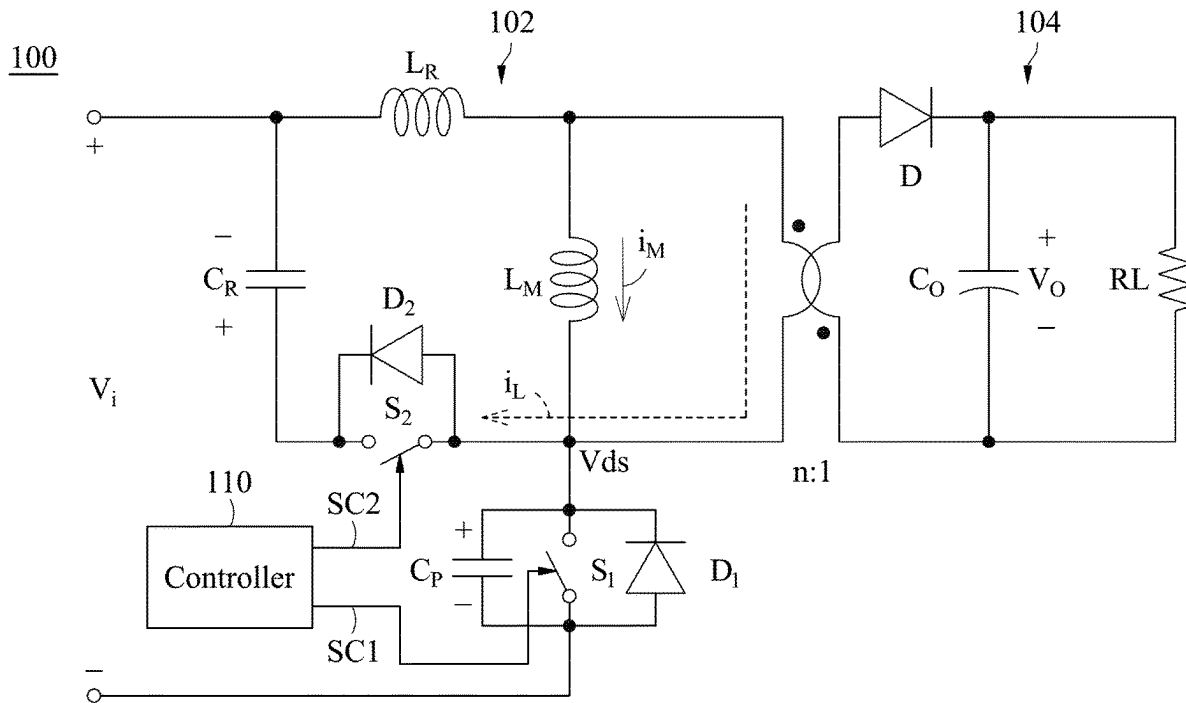 102
104
100
L_R
D
+
−
C_R
+
V_i
L_M
i_M
D_2
S_2
i_L
Vds
n:1
C_O
+
V_O
−
RL
110
SC2
Controller
SC1
C_P
+
−
S_1
D_1
−